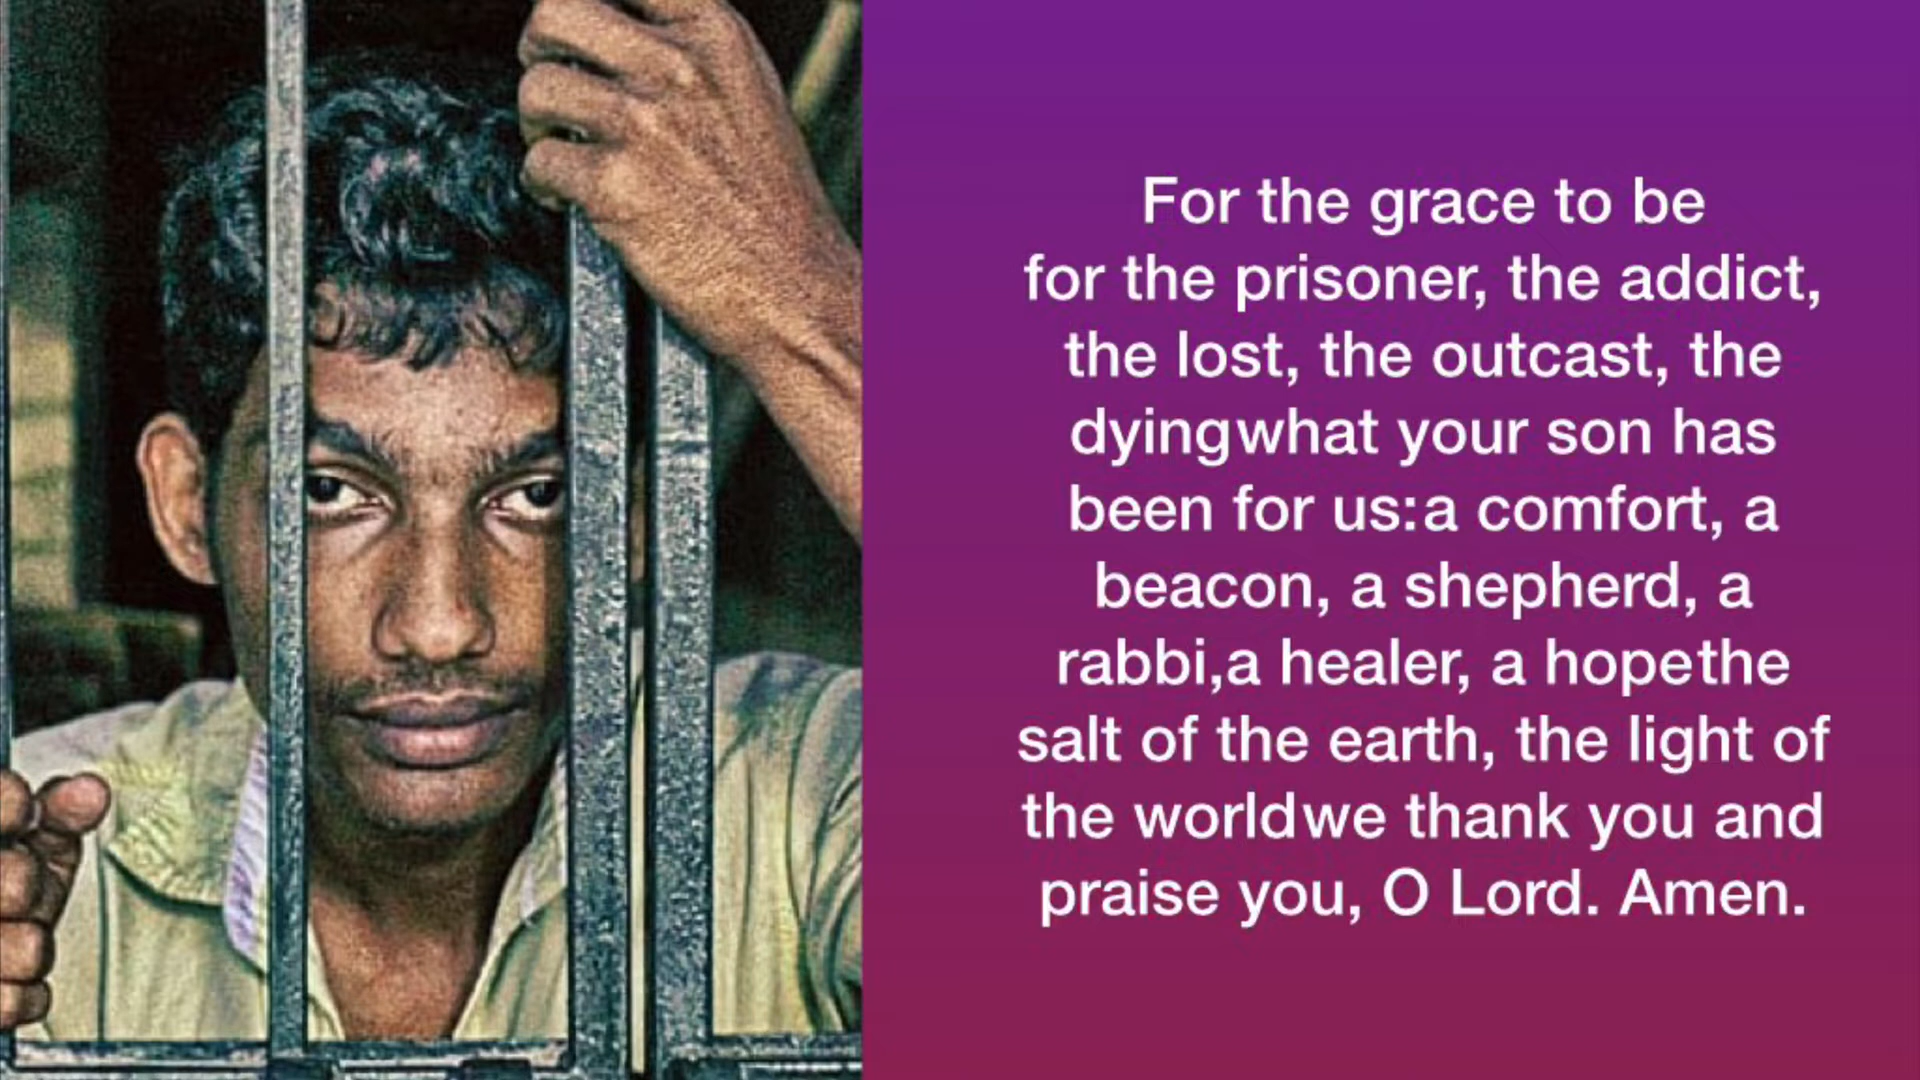 For the grace to be
for the prisoner, the addict,
the lost, the outcast, the
dyingwhat your son has
been for us:a comfort, a
beacon, a shepherd, a
rabbi,a healer, a hopethe
salt of the earth, the light of
the worldwe thank you and
praise you, O Lord. Amen.